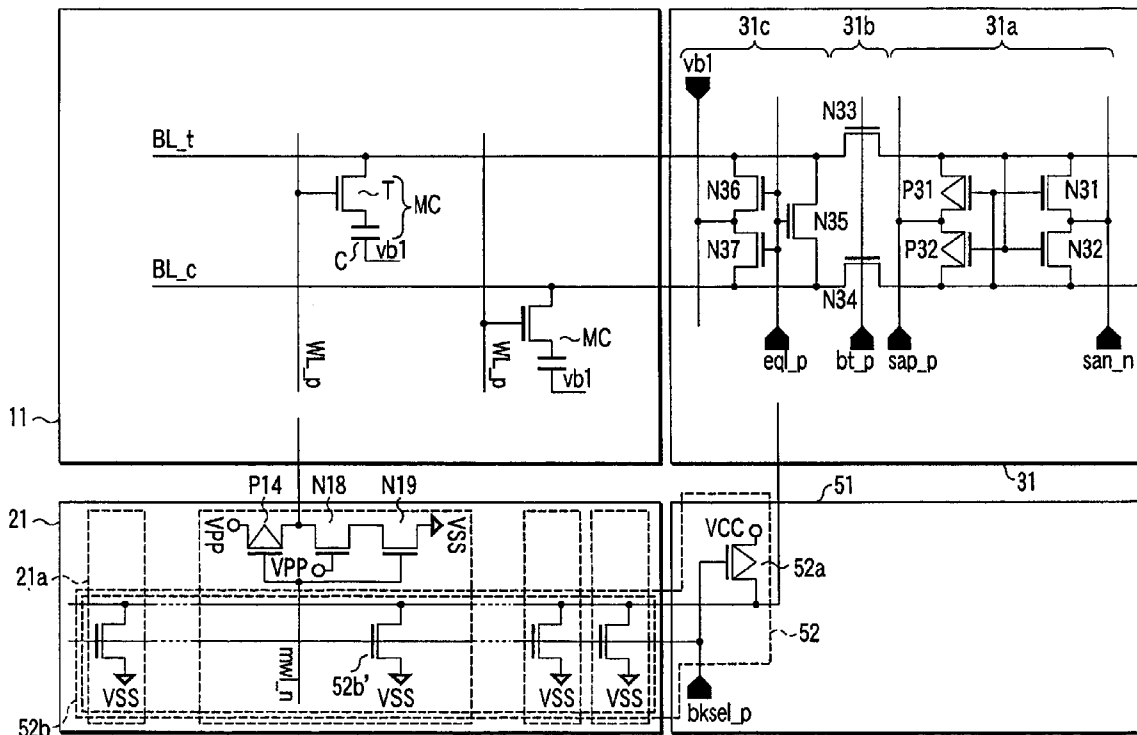 31c 31b 31a
vb1
N33
BL_t
N36 P31 N31
T MC
N35
C vb1
N37 P32 N32
BL_c
N34
MC
WL_p WL_p
vb1
eql_p bt_p sap_p san_n
11
31
P14 N18 N19
51
21
VPP VSS
VCC
VPP
52a
21a
52
mwl_n
52b'
VSS VSS VSS VSS
52b
bksel_p